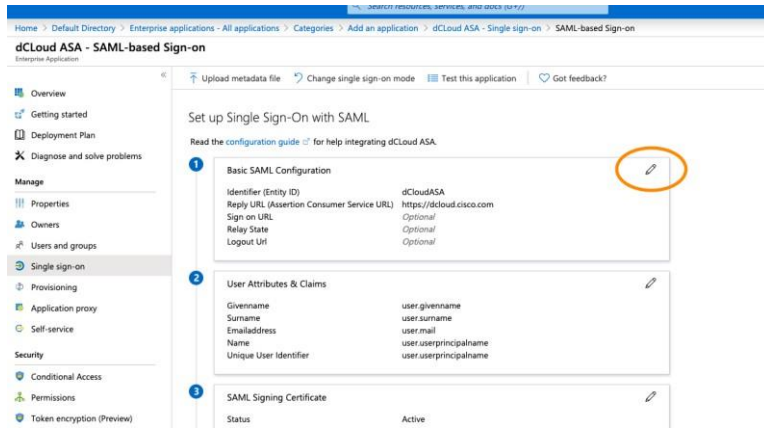 Search resources, services, and docs (G+/)
Home > Default Directory > Enterprise applications - All applications > Categories > Add an application > dCloud ASA - Single sign-on > SAML-based Sign-on
dCloud ASA - SAML-based Sign-on
Enterprise Application
«
Upload metadata file Change single sign-on mode Test this application Got feedback?
Overview
Getting started
Deployment Plan
Diagnose and solve problems
Manage
Properties
Owners
Users and groups
Single sign-on
Provisioning
Application proxy
Self-service
Security
Conditional Access
Permissions
Token encryption (Preview)
Set up Single Sign-On with SAML
Read the configuration guide for help integrating dCloud ASA.
1
Basic SAML Configuration
Identifier (Entity ID) dCloudASA
Reply URL (Assertion Consumer Service URL) https://dcloud.cisco.com
Sign on URL Optional
Relay State Optional
Logout Url Optional
2
User Attributes & Claims
Givenname user.givenname
Surname user.surname
Emailaddress user.mail
Name user.userprincipalname
Unique User Identifier user.userprincipalname
3
SAML Signing Certificate
Status Active